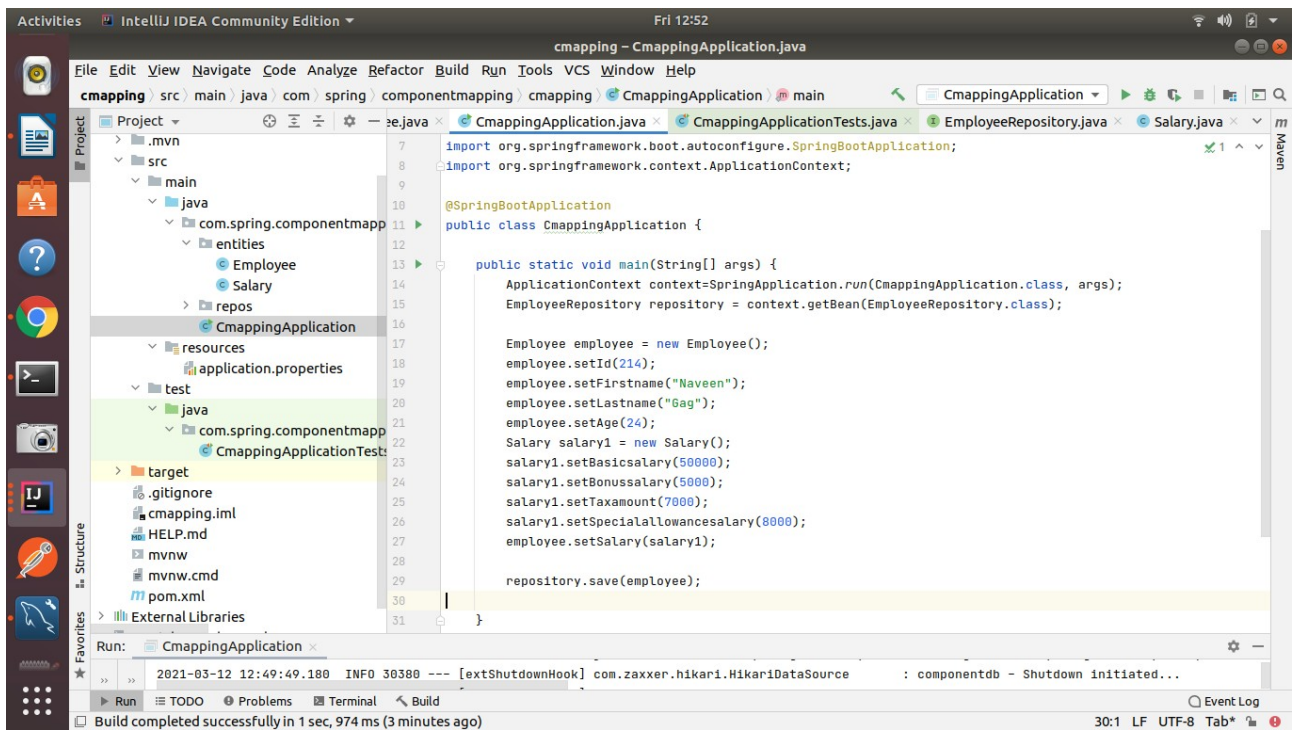 Activities IntelliJ IDEA Community Edition Fri 12:52
cmapping – CmappingApplication.java
File Edit View Navigate Code Analyze Refactor Build Run Tools VCS Window Help
cmapping src main java com spring componentmapping cmapping CmappingApplication main CmappingApplication
Project ee.java CmappingApplication.java CmappingApplicationTests.java EmployeeRepository.java Salary.java
Project
Structure
Favorites
Maven
.mvn
src
main
java
com.spring.componentmapp
entities
Employee
Salary
repos
CmappingApplication
resources
application.properties
test
java
com.spring.componentmapp
CmappingApplicationTests
target
.gitignore
cmapping.iml
HELP.md
mvnw
mvnw.cmd
pom.xml
External Libraries
7 import org.springframework.boot.autoconfigure.SpringBootApplication; 1
8 import org.springframework.context.ApplicationContext;
9
10 @SpringBootApplication
11 public class CmappingApplication {
12
13 public static void main(String[] args) {
14 ApplicationContext context=SpringApplication.run(CmappingApplication.class, args);
15 EmployeeRepository repository = context.getBean(EmployeeRepository.class);
16
17 Employee employee = new Employee();
18 employee.setId(214);
19 employee.setFirstname("Naveen");
20 employee.setLastname("Gag");
21 employee.setAge(24);
22 Salary salary1 = new Salary();
23 salary1.setBasicsalary(50000);
24 salary1.setBonussalary(5000);
25 salary1.setTaxamount(7000);
26 salary1.setSpecialallowancesalary(8000);
27 employee.setSalary(salary1);
28
29 repository.save(employee);
30
31 }
Run: CmappingApplication
2021-03-12 12:49:49.180 INFO 30380 --- [extShutdownHook] com.zaxxer.hikari.HikariDataSource : componentdb - Shutdown initiated...
Run TODO Problems Terminal Build Event Log
Build completed successfully in 1 sec, 974 ms (3 minutes ago) 30:1 LF UTF-8 Tab*